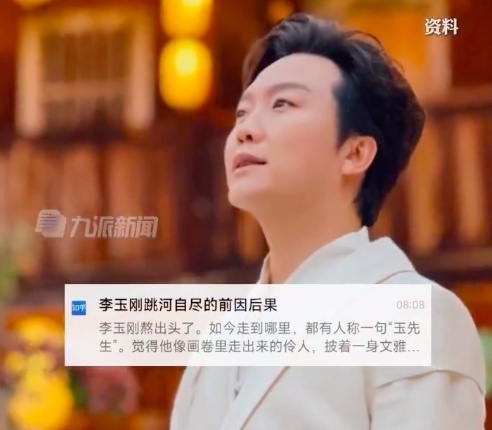 资料
九派新闻
知乎
李玉刚跳河自尽的前因后果
08:08
李玉刚熬出头了。如今走到哪里，都有人称一句“玉先
生”。觉得他像画卷里走出来的伶人，披着一身文雅...